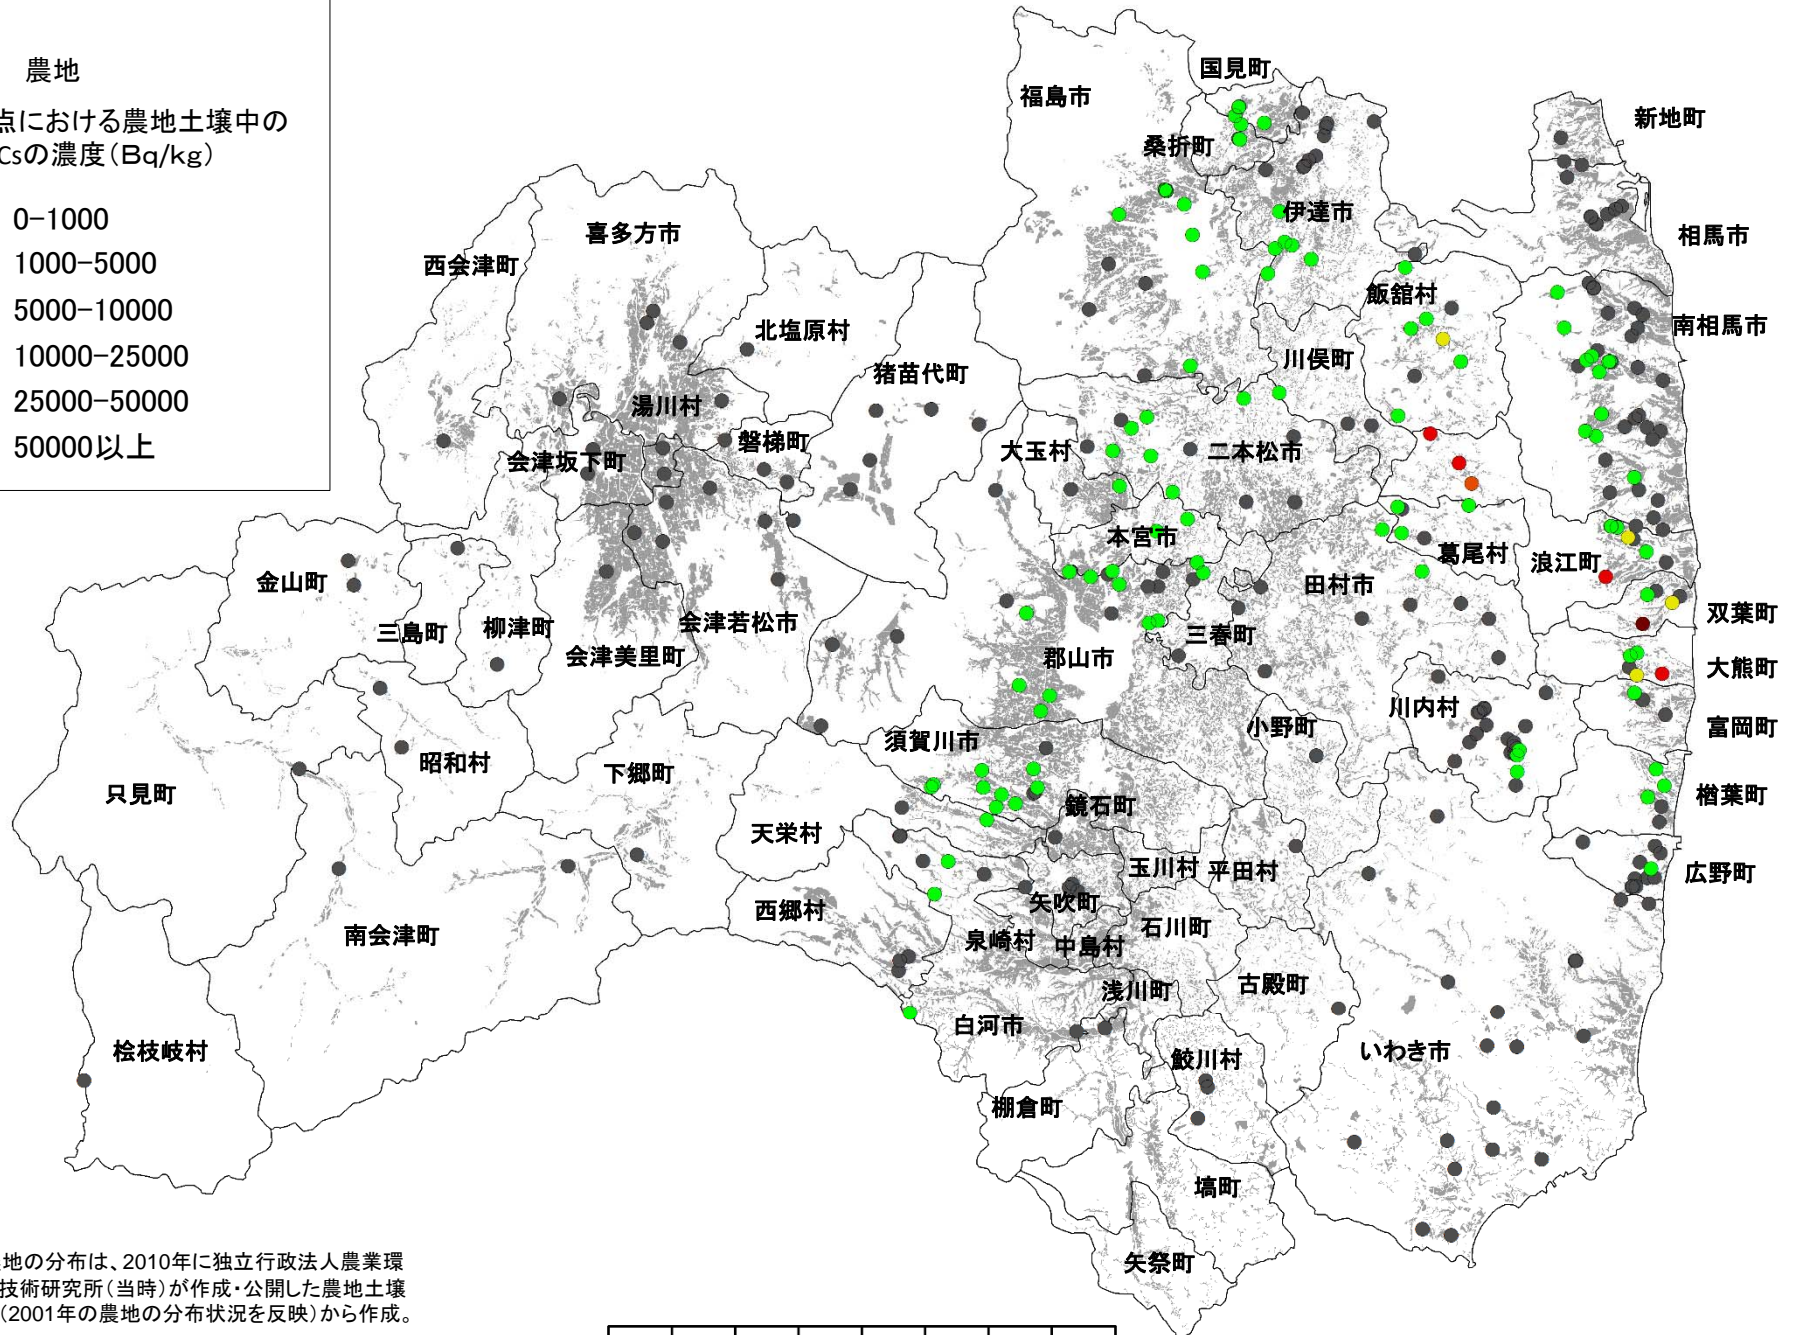 農地
点における農地土壌中の
Csの濃度（Bq/kg）
0-1000
1000-5000
5000-10000
10000-25000
25000-50000
50000以上
国見町
福島市
新地町
桑折町
伊達市
喜多方市
相馬市
西会津町
飯舘村
南相馬市
北塩原村
川俣町
猪苗代町
湯川村
磐梯町
大玉村
二本松市
会津坂下町
本宮市
葛尾村
浪江町
金山町
田村市
双葉町
三島町
柳津町
会津若松市
三春町
会津美里町
郡山市
大熊町
川内村
小野町
富岡町
須賀川市
昭和村
下郷町
只見町
楢葉町
鏡石町
天栄村
玉川村
平田村
広野町
矢吹町
西郷村
石川町
南会津町
泉崎村
中島村
古殿町
浅川町
白河市
桧枝岐村
いわき市
鮫川村
棚倉町
塙町
矢祭町
地の分布は、2010年に独立行政法人農業環
技術研究所（当時）が作成・公開した農地土壌
（2001年の農地の分布状況を反映）から作成。